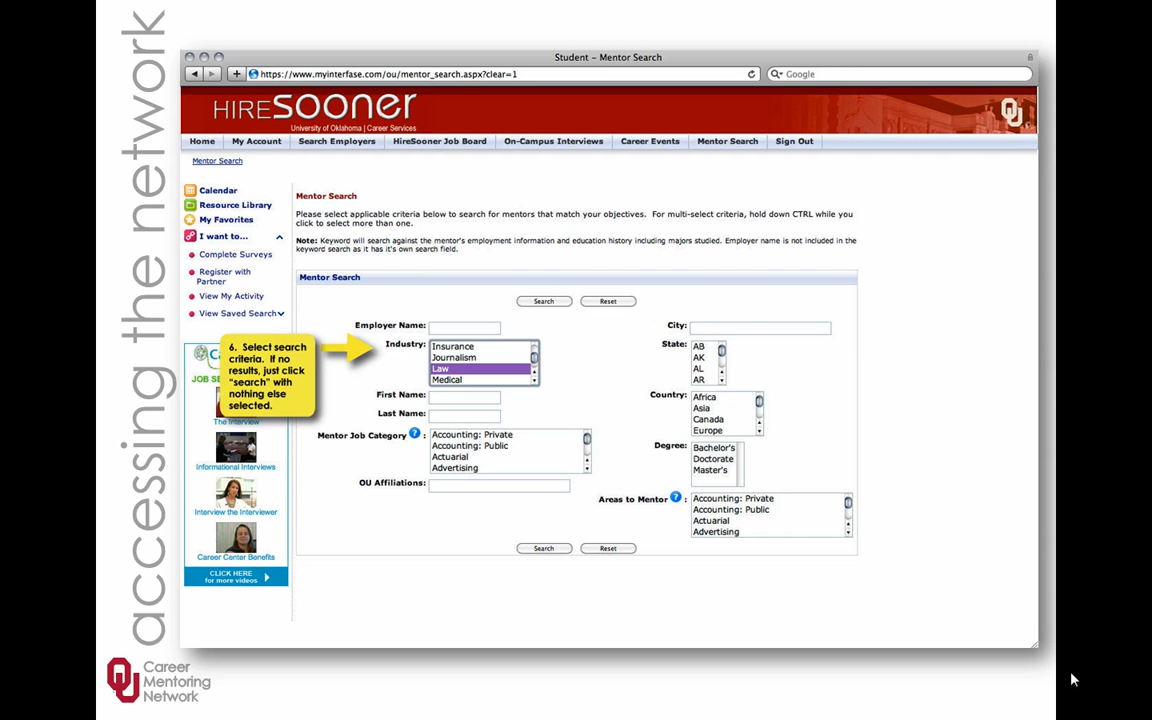 accessing the network
Student – Mentor Search
https://www.myinterfase.com/ou/mentor_search.aspx?clear=1
Google
HIRESOONER
University of Oklahoma | Career Services
Home
My Account
Search Employers
HireSooner Job Board
On-Campus Interviews
Career Events
Mentor Search
Sign Out
Mentor Search
Calendar
Resource Library
My Favorites
I want to...
Complete Surveys
Register with
Partner
View My Activity
View Saved Search
Mentor Search
Please select applicable criteria below to search for mentors that match your objectives. For multi-select criteria, hold down CTRL while you
click to select more than one.
Note: Keyword will search against the mentor's employment information and education history including majors studied. Employer name is not included in the
keyword search as it has it's own search field.
Mentor Search
Search
Reset
Employer Name:
City:
Industry:
Insurance
Journalism
Law
Medical
State:
AB
AK
AL
AR
6. Select search
criteria. If no
results, just click
"search" with
nothing else
selected.
First Name:
Last Name:
Country:
Africa
Asia
Canada
Europe
Mentor Job Category ? :
Accounting: Private
Accounting: Public
Actuarial
Advertising
Degree:
Bachelor's
Doctorate
Master's
OU Affiliations:
Areas to Mentor ? :
Accounting: Private
Accounting: Public
Actuarial
Advertising
Search
Reset
The Interview
Informational Interviews
Interview the Interviewer
Career Center Benefits
CLICK HERE
for more videos
OU
Career
Mentoring
Network